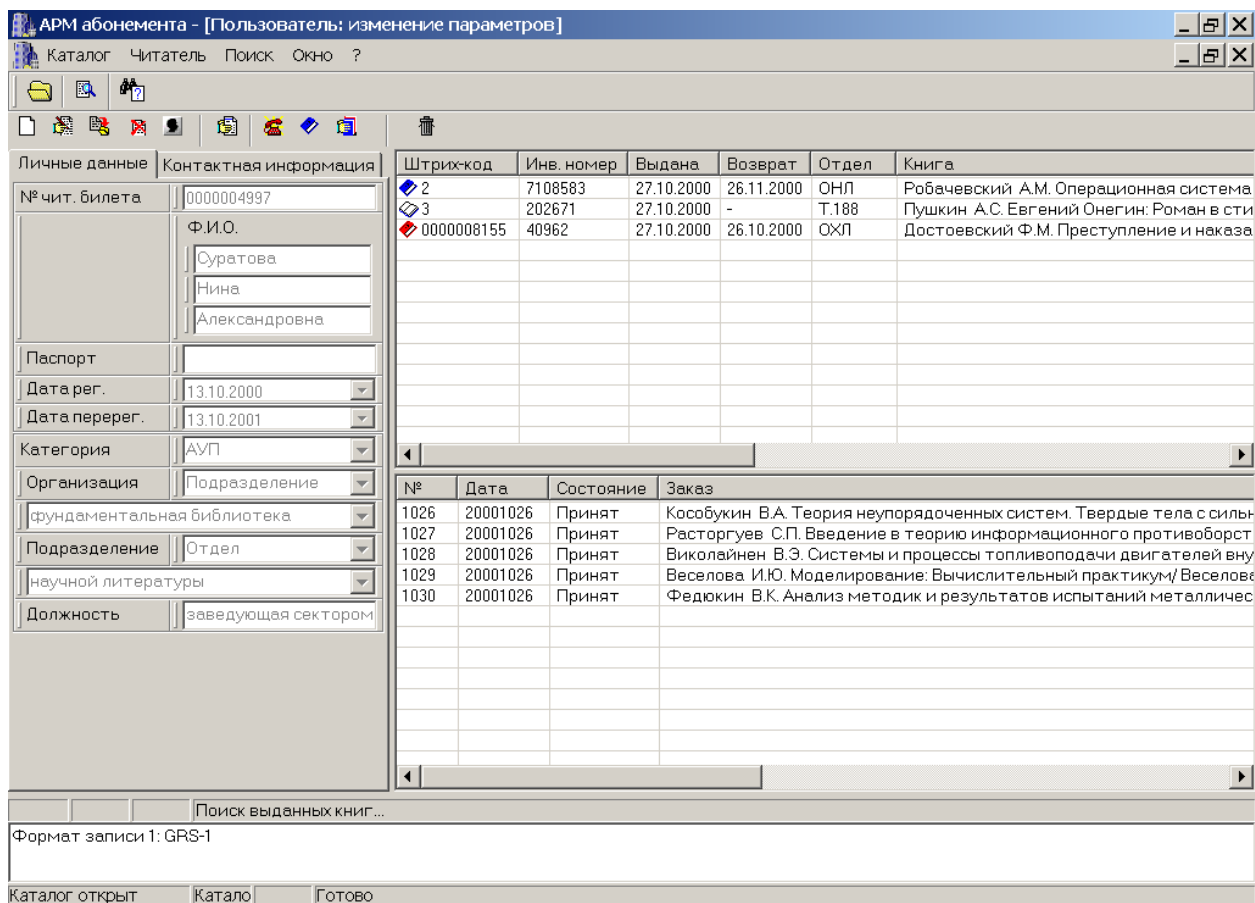 АРМ абонемента - [Пользователь: изменение параметров]
Каталог Читатель Поиск Окно ?
Личные данные Контактная информация
№ чит. билета 0000004997
Ф.И.О.
Суратова
Нина
Александровна
Паспорт
Дата рег. 13.10.2000
Дата перерег. 13.10.2001
Категория АУП
Организация Подразделение
фундаментальная библиотека
Подразделение Отдел
научной литературы
Должность заведующая сектором
Штрих-код Инв. номер Выдана Возврат Отдел Книга
2 7108583 27.10.2000 26.11.2000 ОНЛ Робачевский А.М. Операционная система
3 202671 27.10.2000 - Т.188 Пушкин А.С. Евгений Онегин: Роман в сти
0000008155 40962 27.10.2000 26.10.2000 ОХЛ Достоевский Ф.М. Преступление и наказа
№ Дата Состояние Заказ
1026 20001026 Принят Кособукин В.А. Теория неупорядоченных систем. Твердые тела с сильн
1027 20001026 Принят Расторгуев С.П. Введение в теорию информационного противоборст
1028 20001026 Принят Виколайнен В.Э. Системы и процессы топливоподачи двигателей вну
1029 20001026 Принят Веселова И.Ю. Моделирование: Вычислительный практикум/ Веселова
1030 20001026 Принят Федюкин В.К. Анализ методик и результатов испытаний металличес
Поиск выданных книг...
Формат записи 1: GRS-1
Каталог открыт Катало Готово